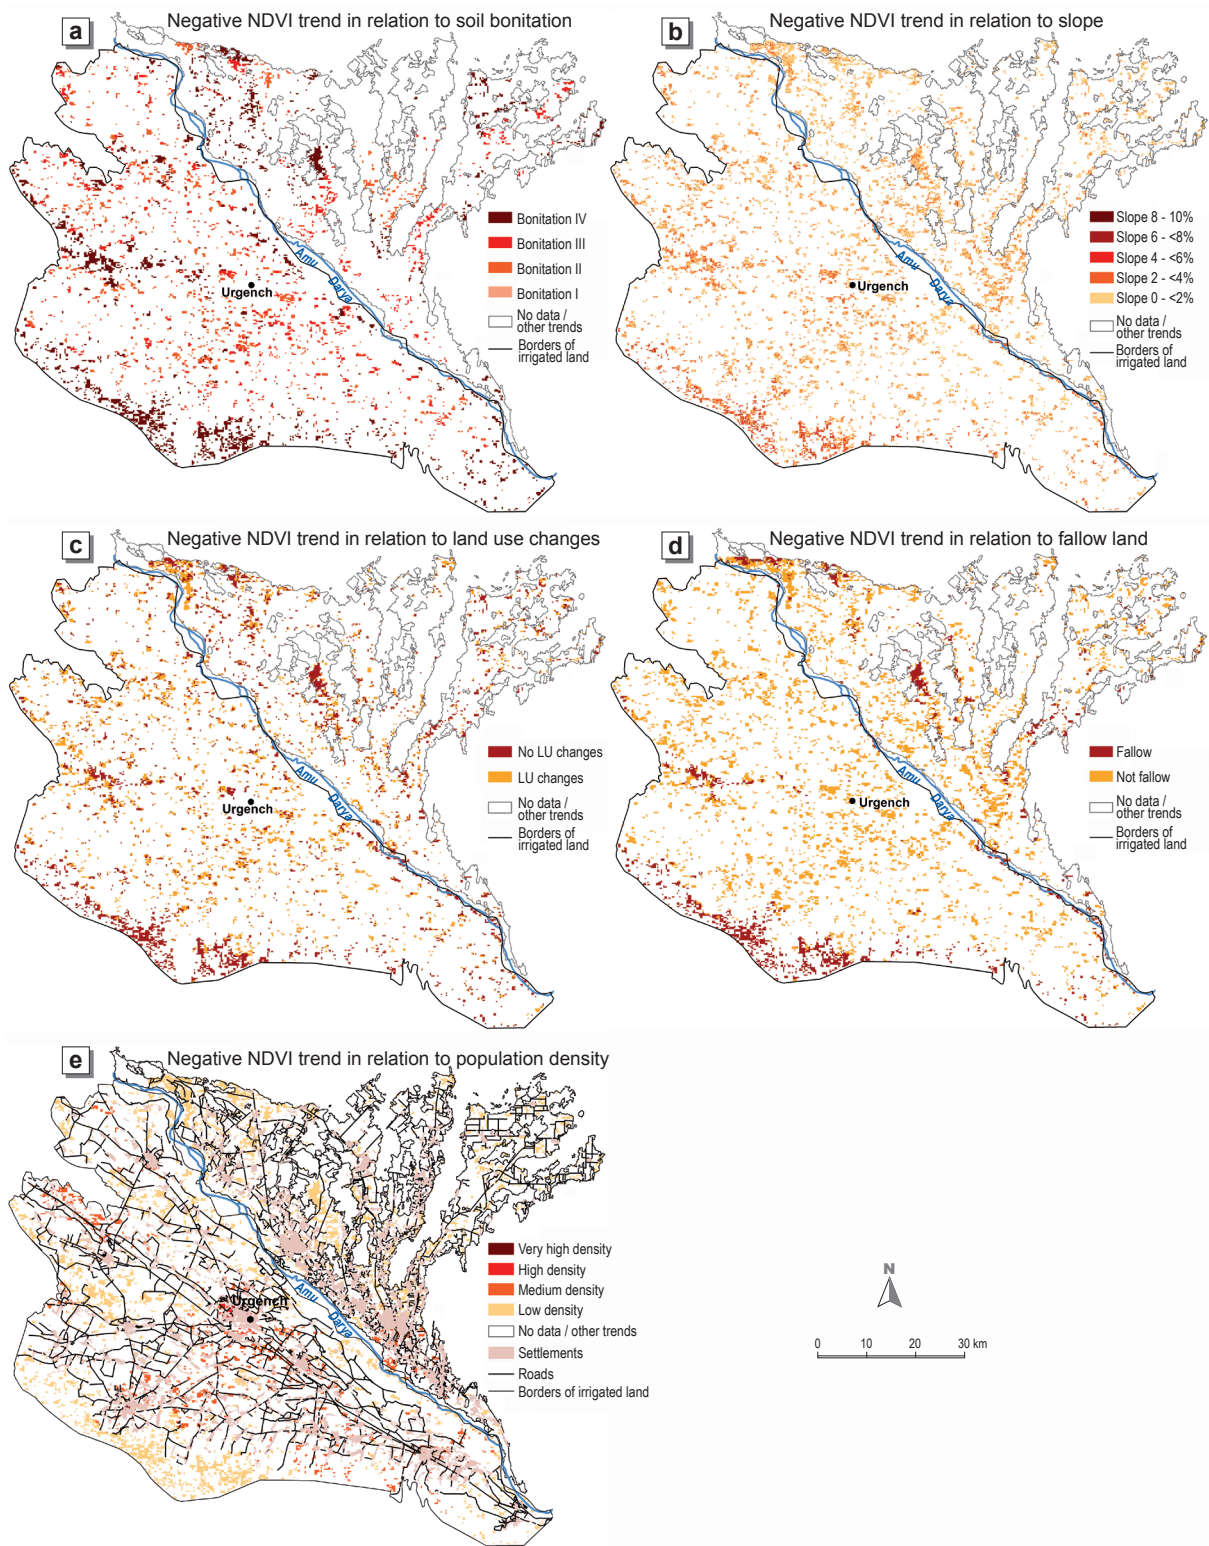 a
Negative NDVI trend in relation to soil bonitation
Bonitation IV
Bonitation III
Bonitation II
Bonitation I
No data /
other trends
Borders of
irrigated land
Urgench
Amu
Darya
b
Negative NDVI trend in relation to slope
Slope 8 - 10%
Slope 6 - <8%
Slope 4 - <6%
Slope 2 - <4%
Slope 0 - <2%
No data /
other trends
Borders of
irrigated land
Urgench
Amu
Darya
c
Negative NDVI trend in relation to land use changes
No LU changes
LU changes
No data /
other trends
Borders of
irrigated land
Urgench
Amu
Darya
d
Negative NDVI trend in relation to fallow land
Fallow
Not fallow
No data /
other trends
Borders of
irrigated land
Urgench
Amu
Darya
e
Negative NDVI trend in relation to population density
Very high density
High density
Medium density
Low density
No data / other trends
Settlements
Roads
Borders of irrigated land
Urgench
Amu
Darya
N
0 10 20 30 km